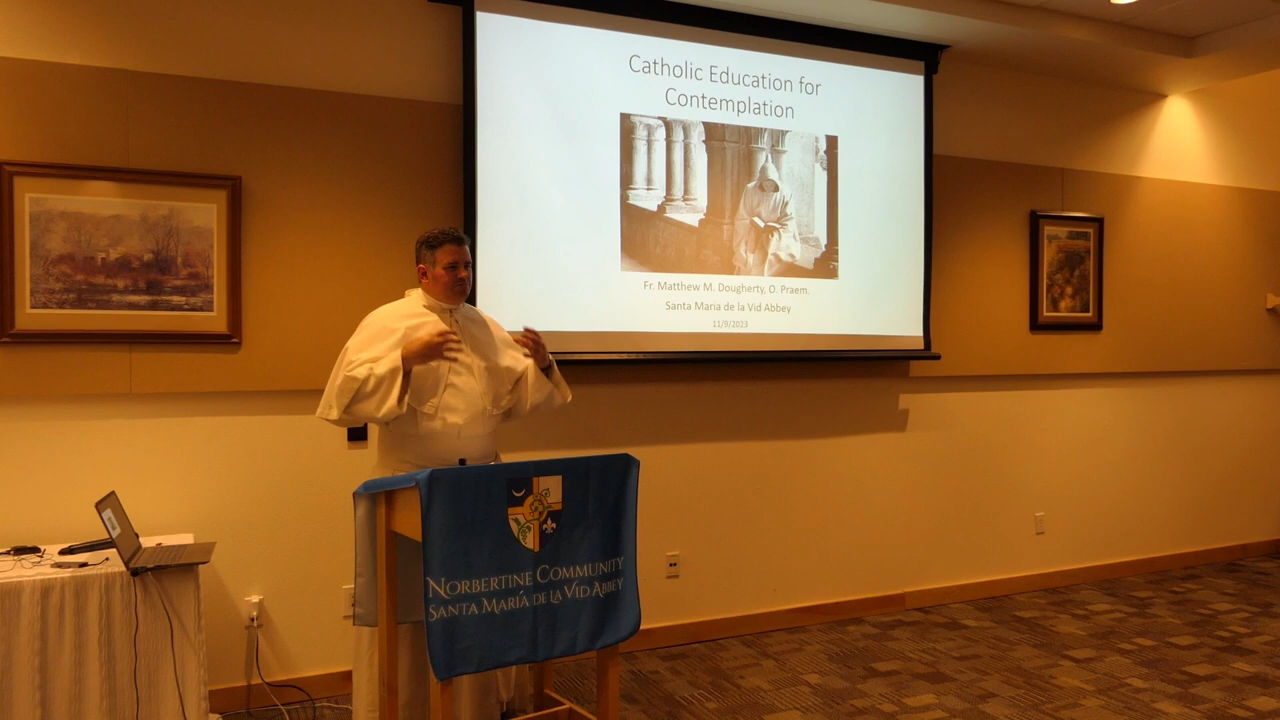 Catholic Education for
Contemplation
Fr. Matthew M. Dougherty, O. Praem.
Santa Maria de la Vid Abbey
11/9/2023
NORBERTINE COMMUNITY
SANTA MARÍA DE LA VID ABBEY